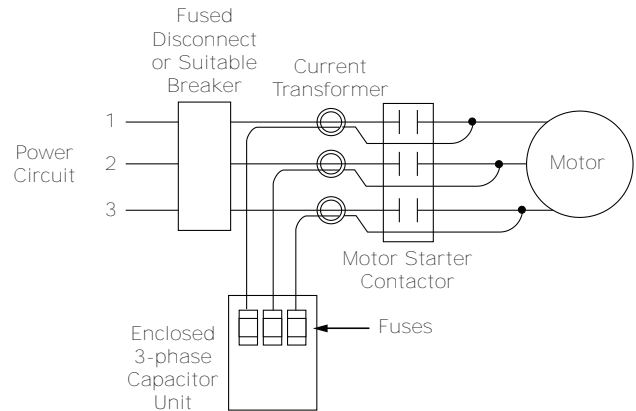 Fused
Disconnect
or Suitable
Breaker
Current
Transformer
1
Power
Circuit
2
Motor
3
Motor Starter
Contactor
Fuses
Enclosed
3-phase
Capacitor
Unit